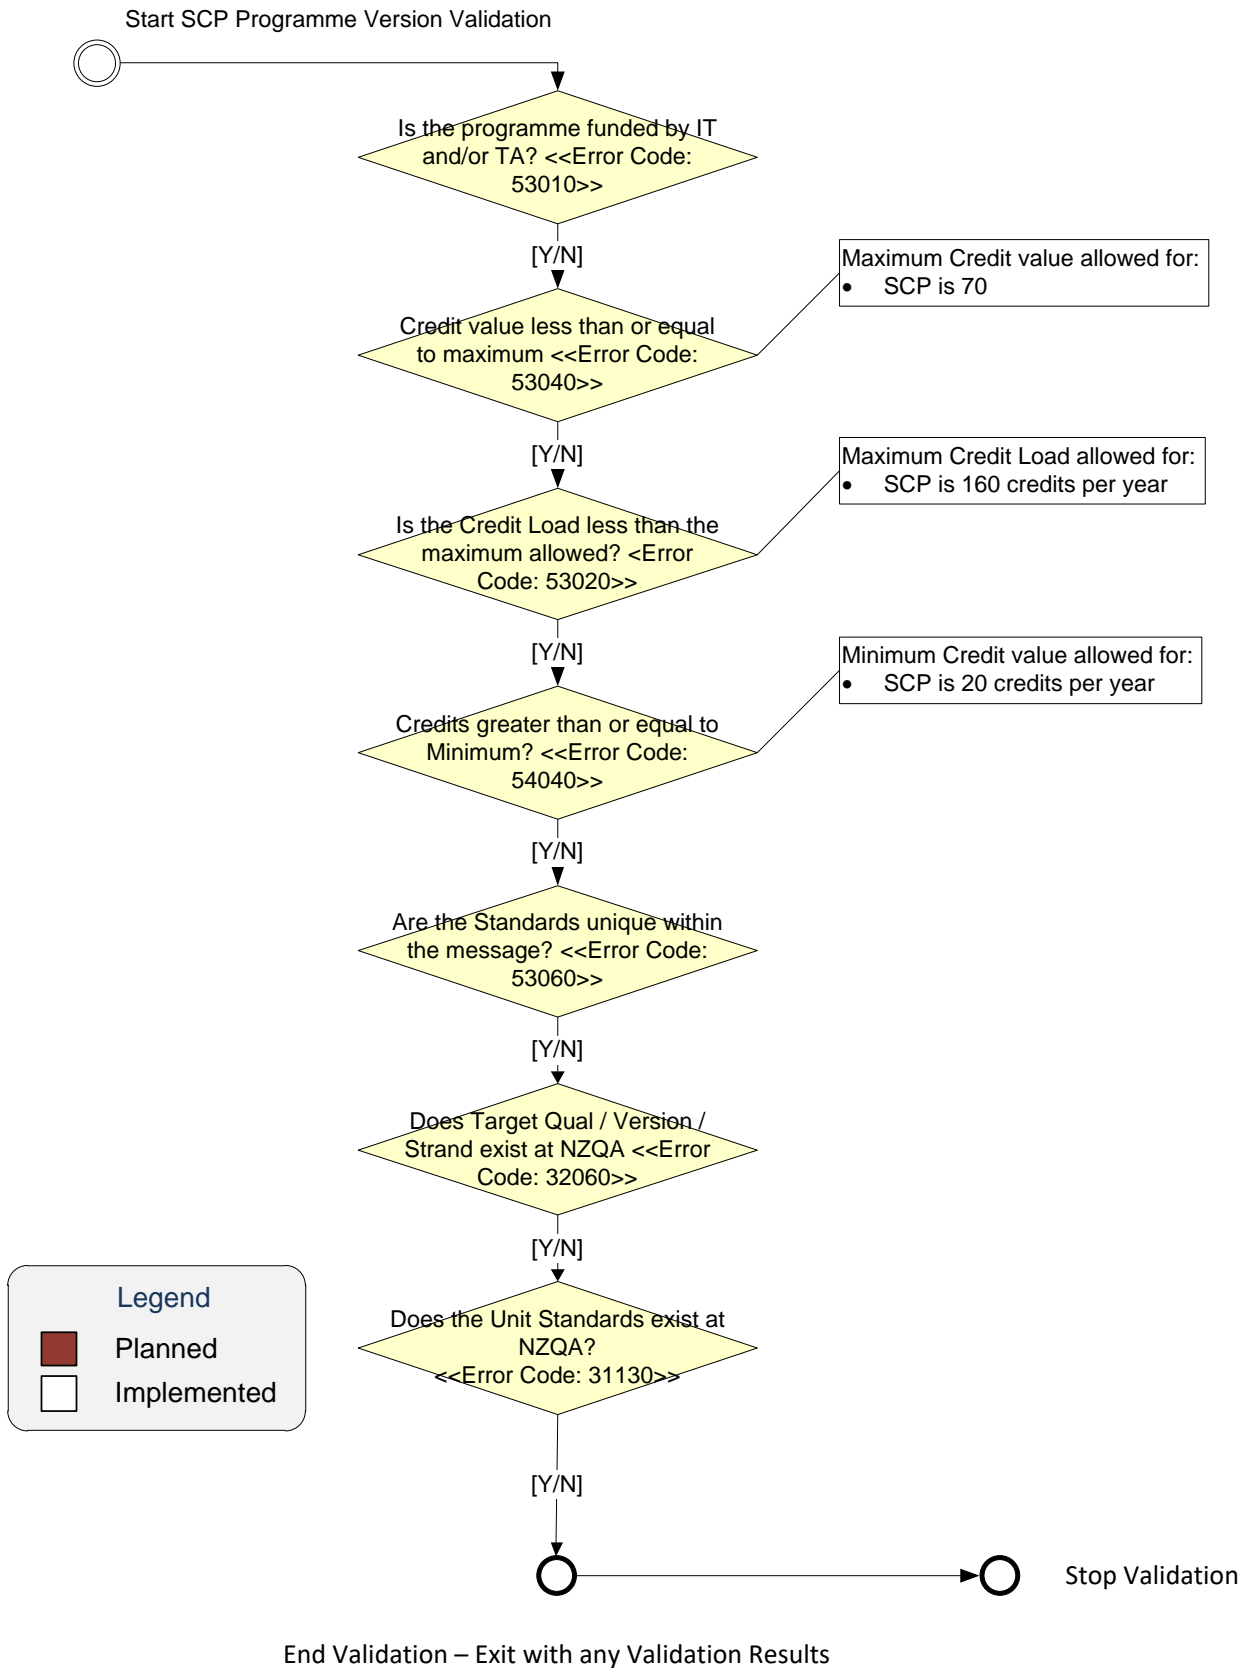 Start SCP Programme Version Validation
Is the programme funded by IT
and/or TA? <<Error Code:
53010>>
[Y/N]
Maximum Credit value allowed for:
• SCP is 70
Credit value less than or equal
to maximum <<Error Code:
53040>>
[Y/N]
Maximum Credit Load allowed for:
• SCP is 160 credits per year
Is the Credit Load less than the
maximum allowed? <Error
Code: 53020>>
[Y/N]
Minimum Credit value allowed for:
• SCP is 20 credits per year
Credits greater than or equal to
Minimum? <<Error Code:
54040>>
[Y/N]
Are the Standards unique within
the message? <<Error Code:
53060>>
[Y/N]
Does Target Qual / Version /
Strand exist at NZQA <<Error
Code: 32060>>
[Y/N]
Does the Unit Standards exist at
NZQA?
<<Error Code: 31130>>
Legend
Planned
Implemented
[Y/N]
Stop Validation
End Validation – Exit with any Validation Results